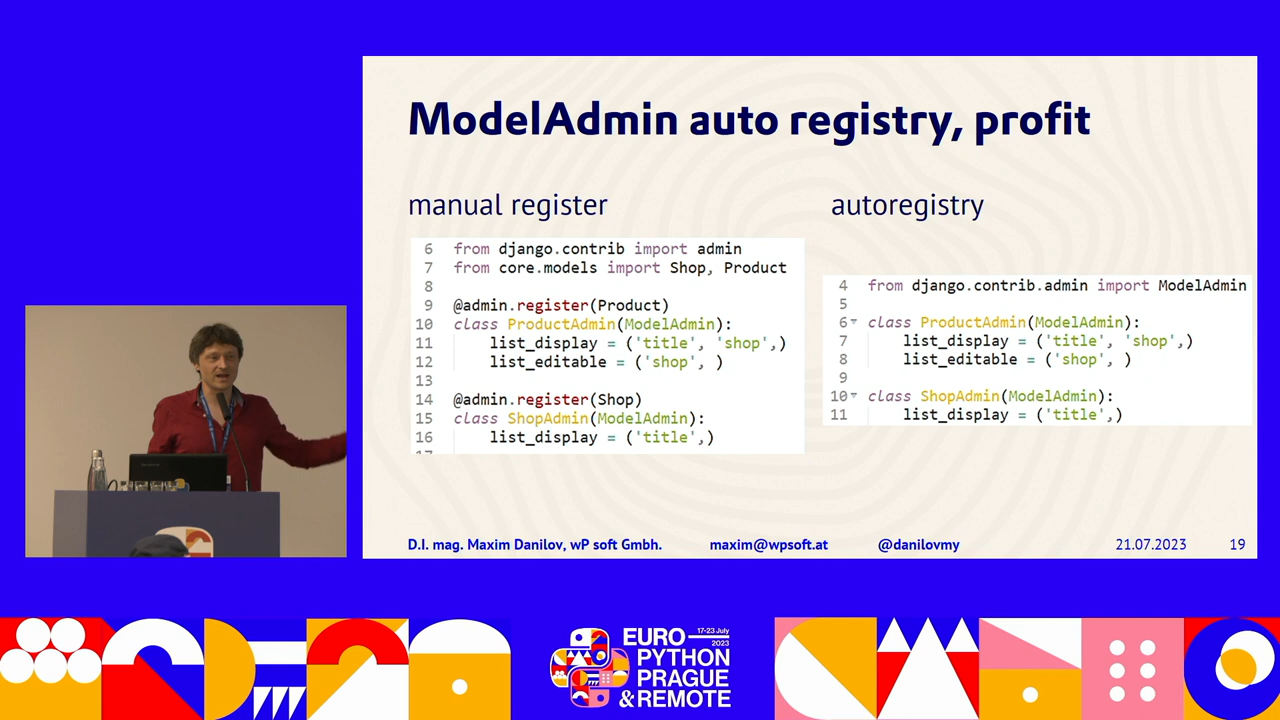 ModelAdmin auto registry, profit
manual register
6 from django.contrib import admin
7 from core.models import Shop, Product
8
9 @admin.register(Product)
10 class ProductAdmin(ModelAdmin):
11 list_display = ('title', 'shop',)
12 list_editable = ('shop', )
13
14 @admin.register(Shop)
15 class ShopAdmin(ModelAdmin):
16 list_display = ('title',)
autoregistry
4 from django.contrib.admin import ModelAdmin
5
6 class ProductAdmin(ModelAdmin):
7 list_display = ('title', 'shop',)
8 list_editable = ('shop', )
9
10 class ShopAdmin(ModelAdmin):
11 list_display = ('title',)
D.I. mag. Maxim Danilov, wP soft Gmbh. maxim@wpsoft.at @danilovmy 21.07.2023 19
17-23 July
2023
EURO
PYTHON
PRAGUE
& REMOTE